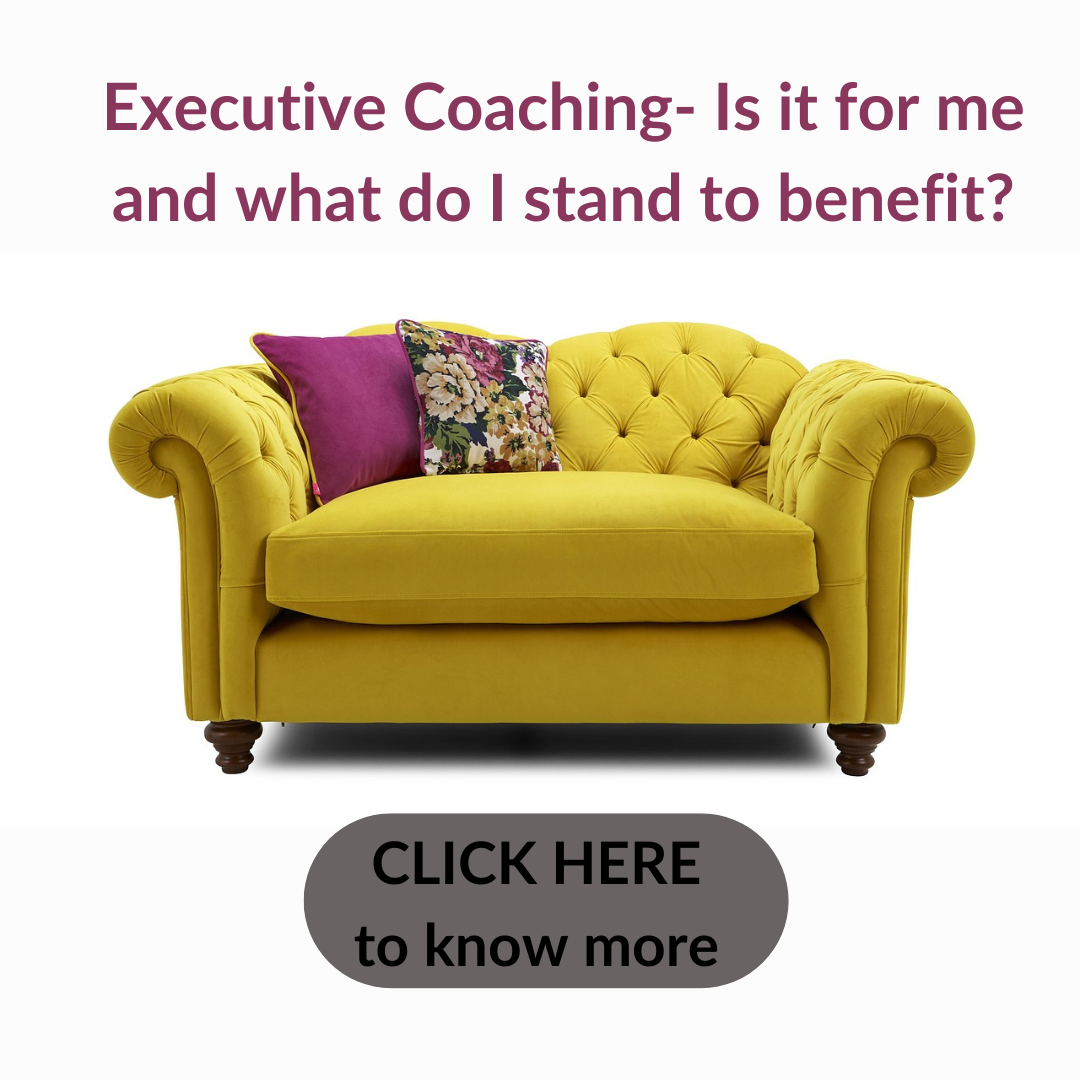 Executive Coaching- Is it for me
and what do I stand to benefit?
CLICK HERE
to know more